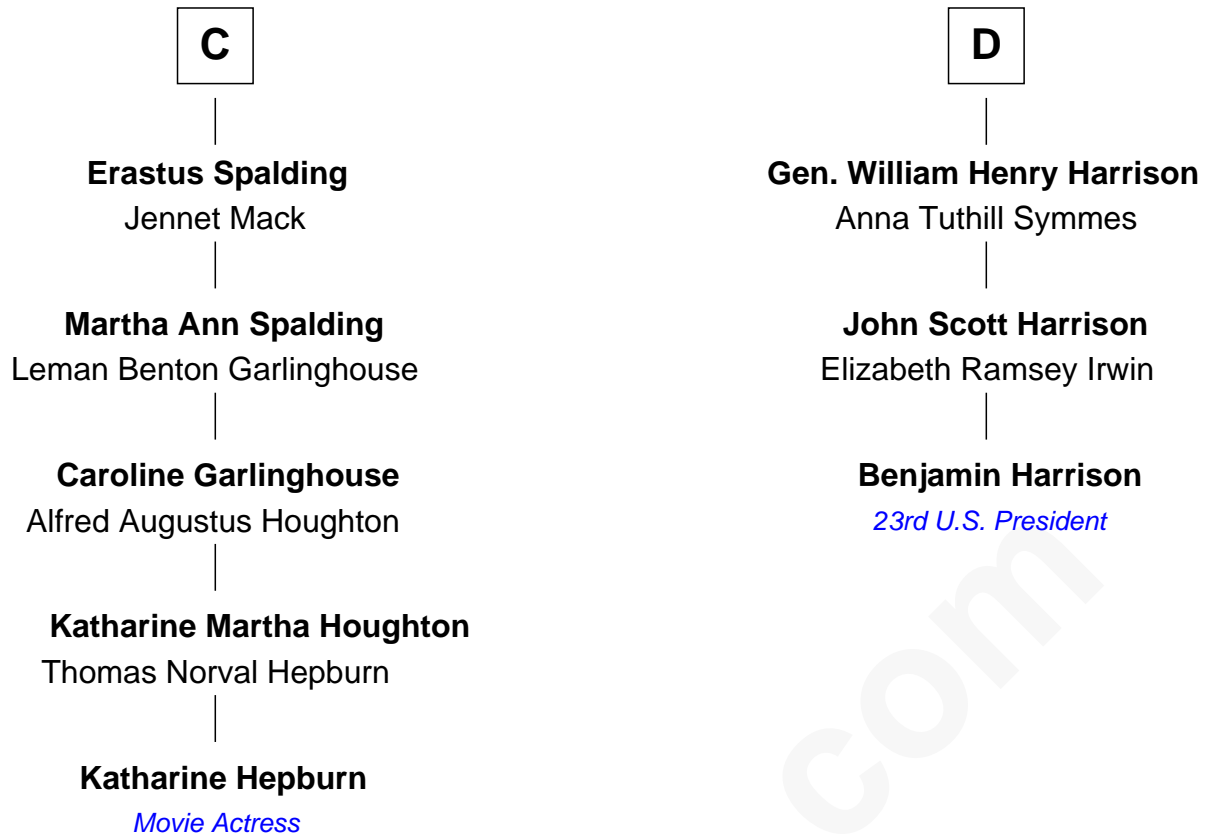 C
Erastus Spalding
Jennet Mack
Martha Ann Spalding
Leman Benton Garlinghouse
Caroline Garlinghouse
Alfred Augustus Houghton
Katharine Martha Houghton
Thomas Norval Hepburn
Katharine Hepburn
Movie Actress
D
Gen. William Henry Harrison
Anna Tuthill Symmes
John Scott Harrison
Elizabeth Ramsey Irwin
Benjamin Harrison
23rd U.S. President
com